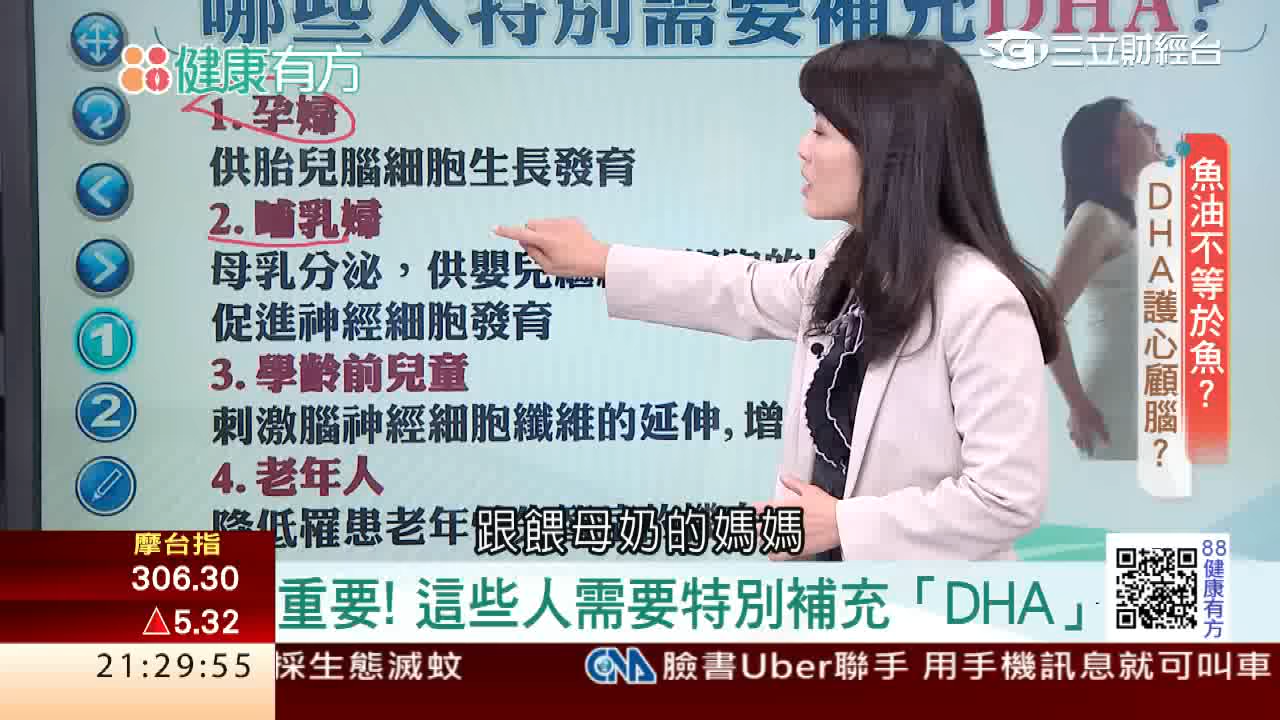 哪些人特別需要補充DHA?
健康有方
三立財經台
1. 孕婦
供胎兒腦細胞生長發育
2. 哺乳婦
母乳分泌，供嬰兒
促進神經細胞發育
3. 學齡前兒童
刺激腦神經細胞纖維的延伸, 增
4. 老年人
降低罹患老年
魚油不等於魚？
DHA護心顧腦？
跟餵母奶的媽媽
摩台指
306.30
△5.32
重要! 這些人需要特別補充「DHA」
88健康有方
21:29:55
採生態滅蚊
CNA 臉書Uber聯手 用手機訊息就可叫車
1
2